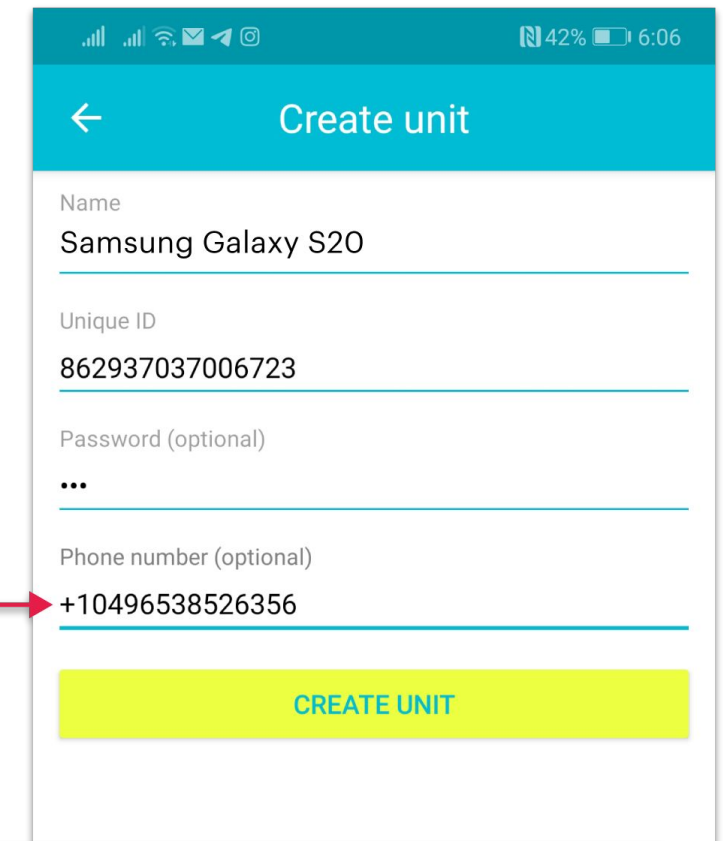 42% 6:06
Create unit
Name
Samsung Galaxy S20
Unique ID
862937037006723
Password (optional)
•••
Phone number (optional)
+10496538526356
CREATE UNIT